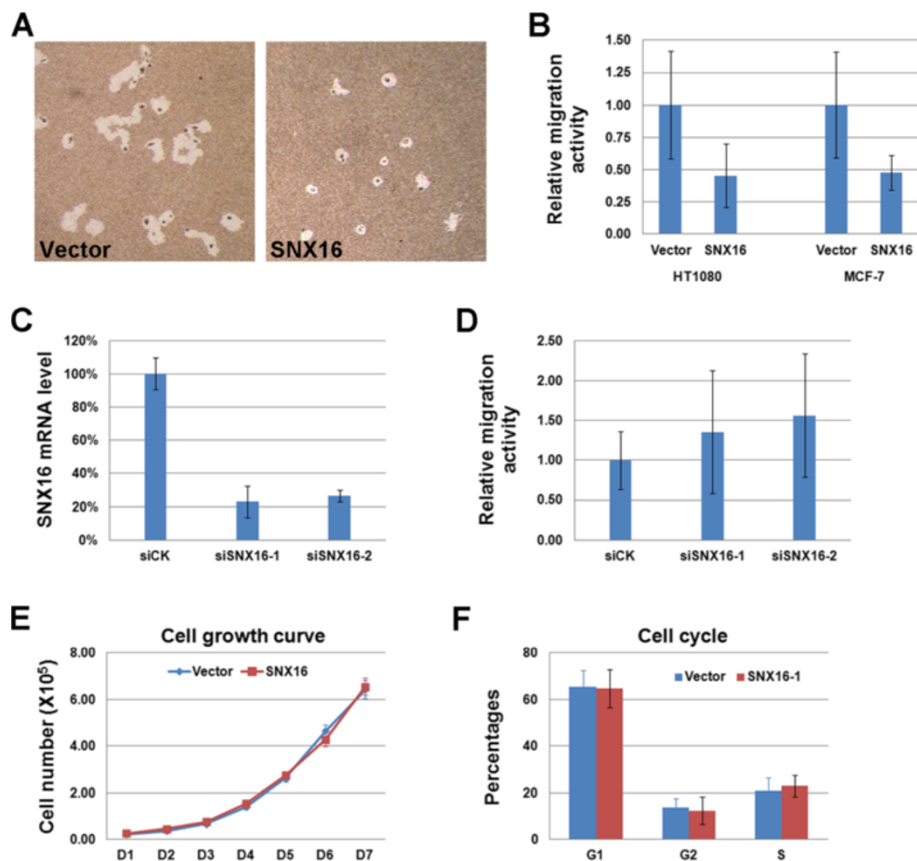 A
Vector
SNX16
B
Relative migration
activity
1.50
1.25
1.00
0.75
0.50
0.25
0.00
Vector SNX16 Vector SNX16
HT1080 MCF-7
C
SNX16 mRNA level
120%
100%
80%
60%
40%
20%
0%
siCK siSNX16-1 siSNX16-2
D
Relative migration
activity
2.50
2.00
1.50
1.00
0.50
0.00
siCK siSNX16-1 siSNX16-2
E
Cell growth curve
Vector SNX16
Cell number (X10⁵)
8.00
6.00
4.00
2.00
0.00
D1 D2 D3 D4 D5 D6 D7
F
Cell cycle
Vector SNX16-1
Percentages
80
60
40
20
0
G1 G2 S